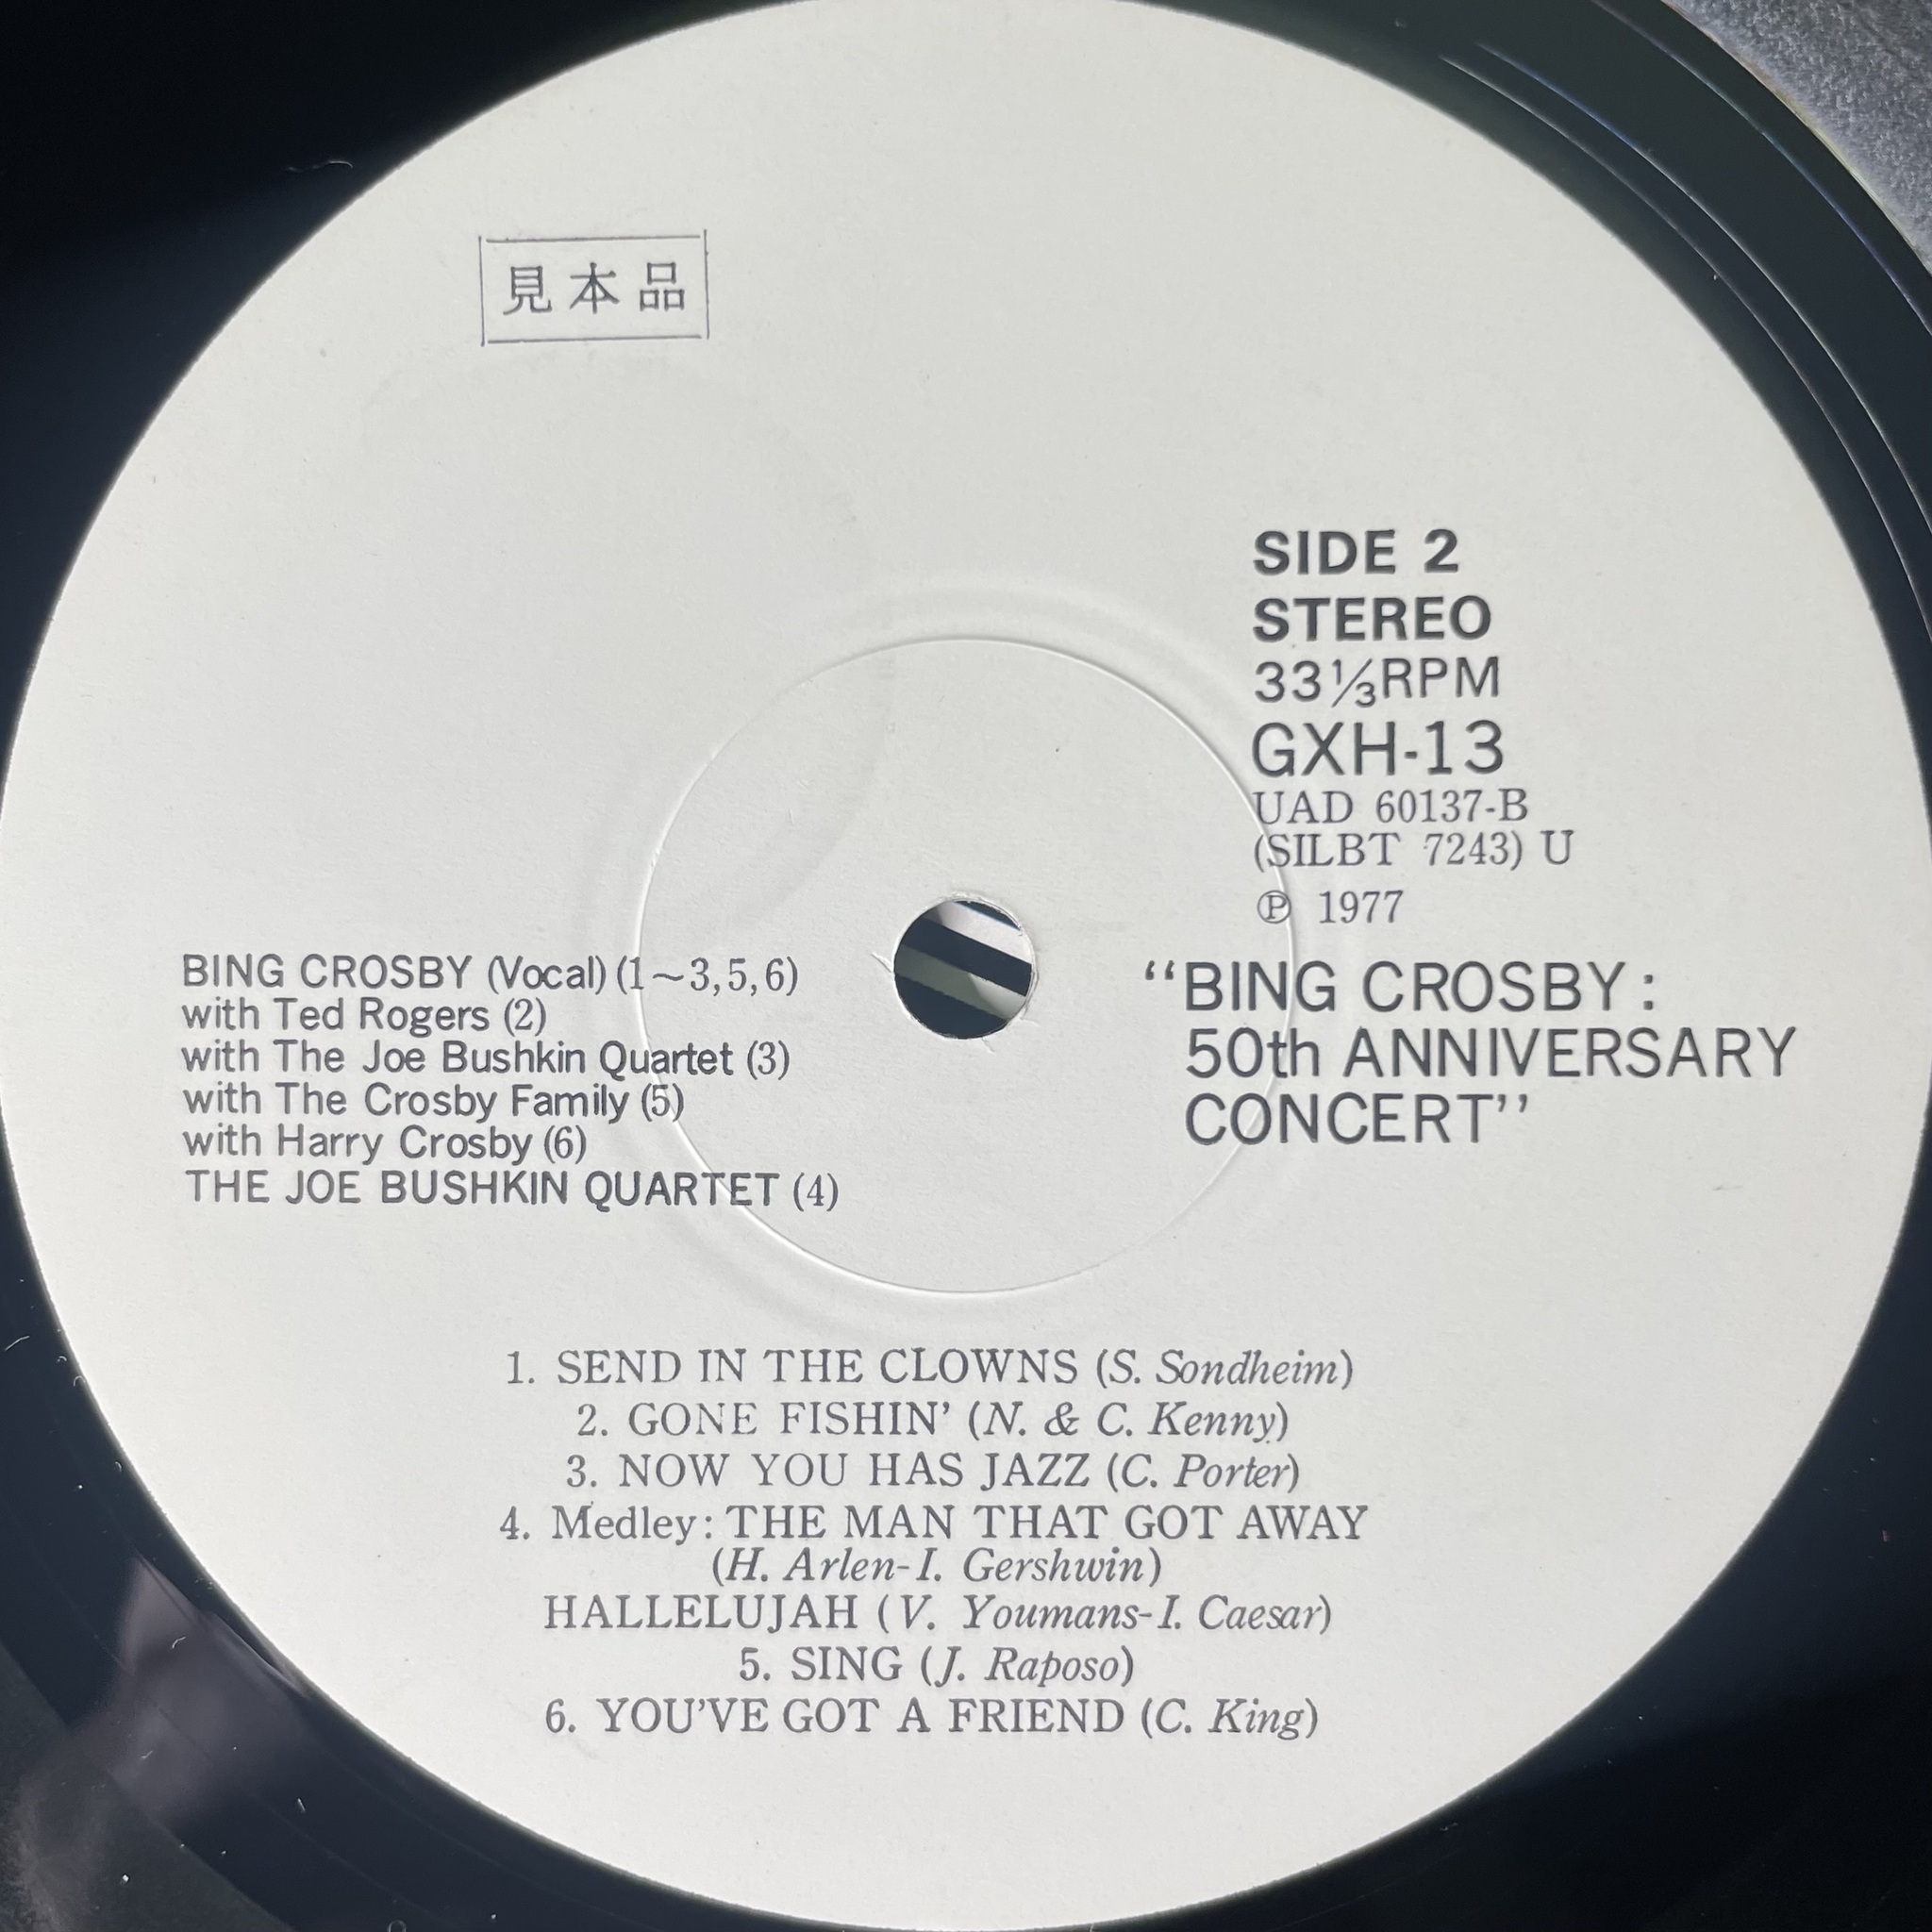 見本品
SIDE 2
STEREO
33⅓RPM
GXH-13
UAD 60137-B
(SILBT 7243) U
℗ 1977
BING CROSBY (Vocal) (1~3,5,6)
with Ted Rogers (2)
with The Joe Bushkin Quartet (3)
with The Crosby Family (5)
with Harry Crosby (6)
THE JOE BUSHKIN QUARTET (4)
“BING CROSBY:
50th ANNIVERSARY
CONCERT”
1. SEND IN THE CLOWNS (S. Sondheim)
2. GONE FISHIN’ (N. & C. Kenny)
3. NOW YOU HAS JAZZ (C. Porter)
4. Medley: THE MAN THAT GOT AWAY
(H. Arlen-I. Gershwin)
HALLELUJAH (V. Youmans-I. Caesar)
5. SING (J. Raposo)
6. YOU’VE GOT A FRIEND (C. King)